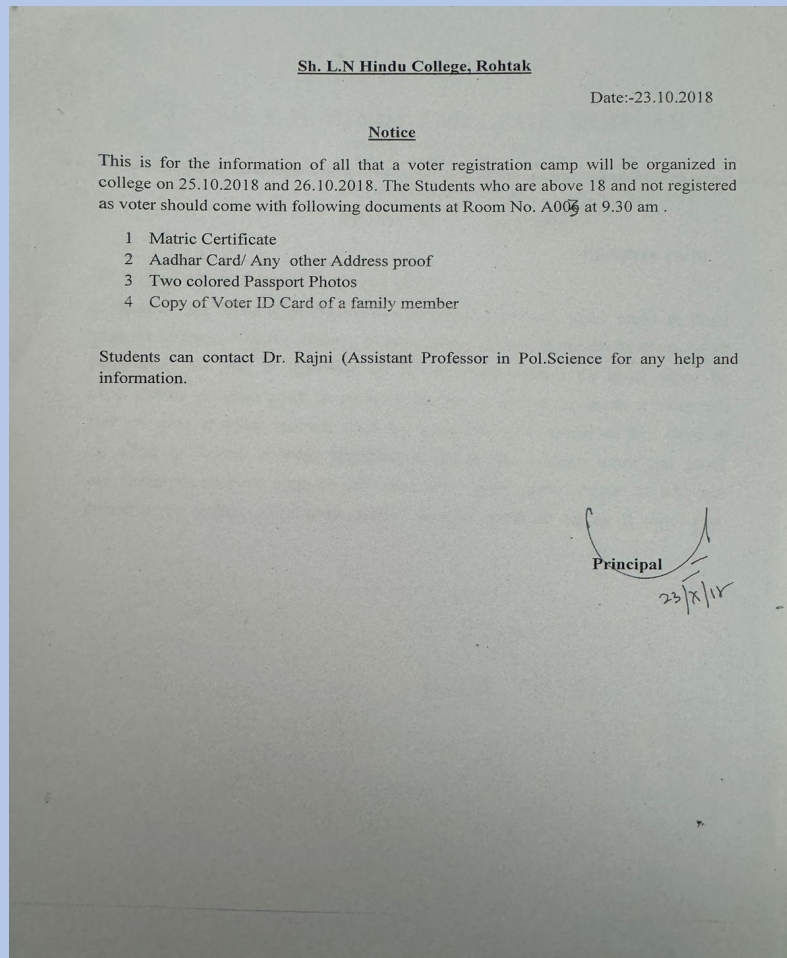 Sh. L.N Hindu College, Rohtak
Date:-23.10.2018
Notice
This is for the information of all that a voter registration camp will be organized in
college on 25.10.2018 and 26.10.2018. The Students who are above 18 and not registered
as voter should come with following documents at Room No. at 9.30 am .
1 Matric Certificate
2 Aadhar Card/ Any other Address proof
3 Two colored Passport Photos
4 Copy of Voter ID Card of a family member
Students can contact Dr. Rajni (Assistant Professor in Pol.Science for any help and
information.
Principal
23/X/18